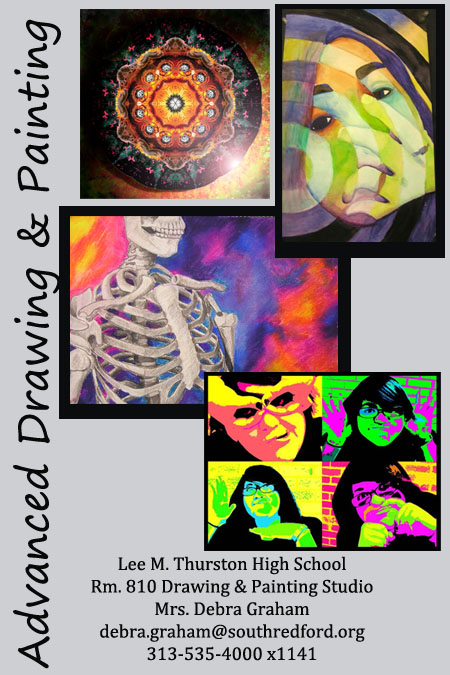 Advanced Drawing & Painting
Lee M. Thurston High School
Rm. 810 Drawing & Painting Studio
Mrs. Debra Graham
debra.graham@southredford.org
313-535-4000 x1141